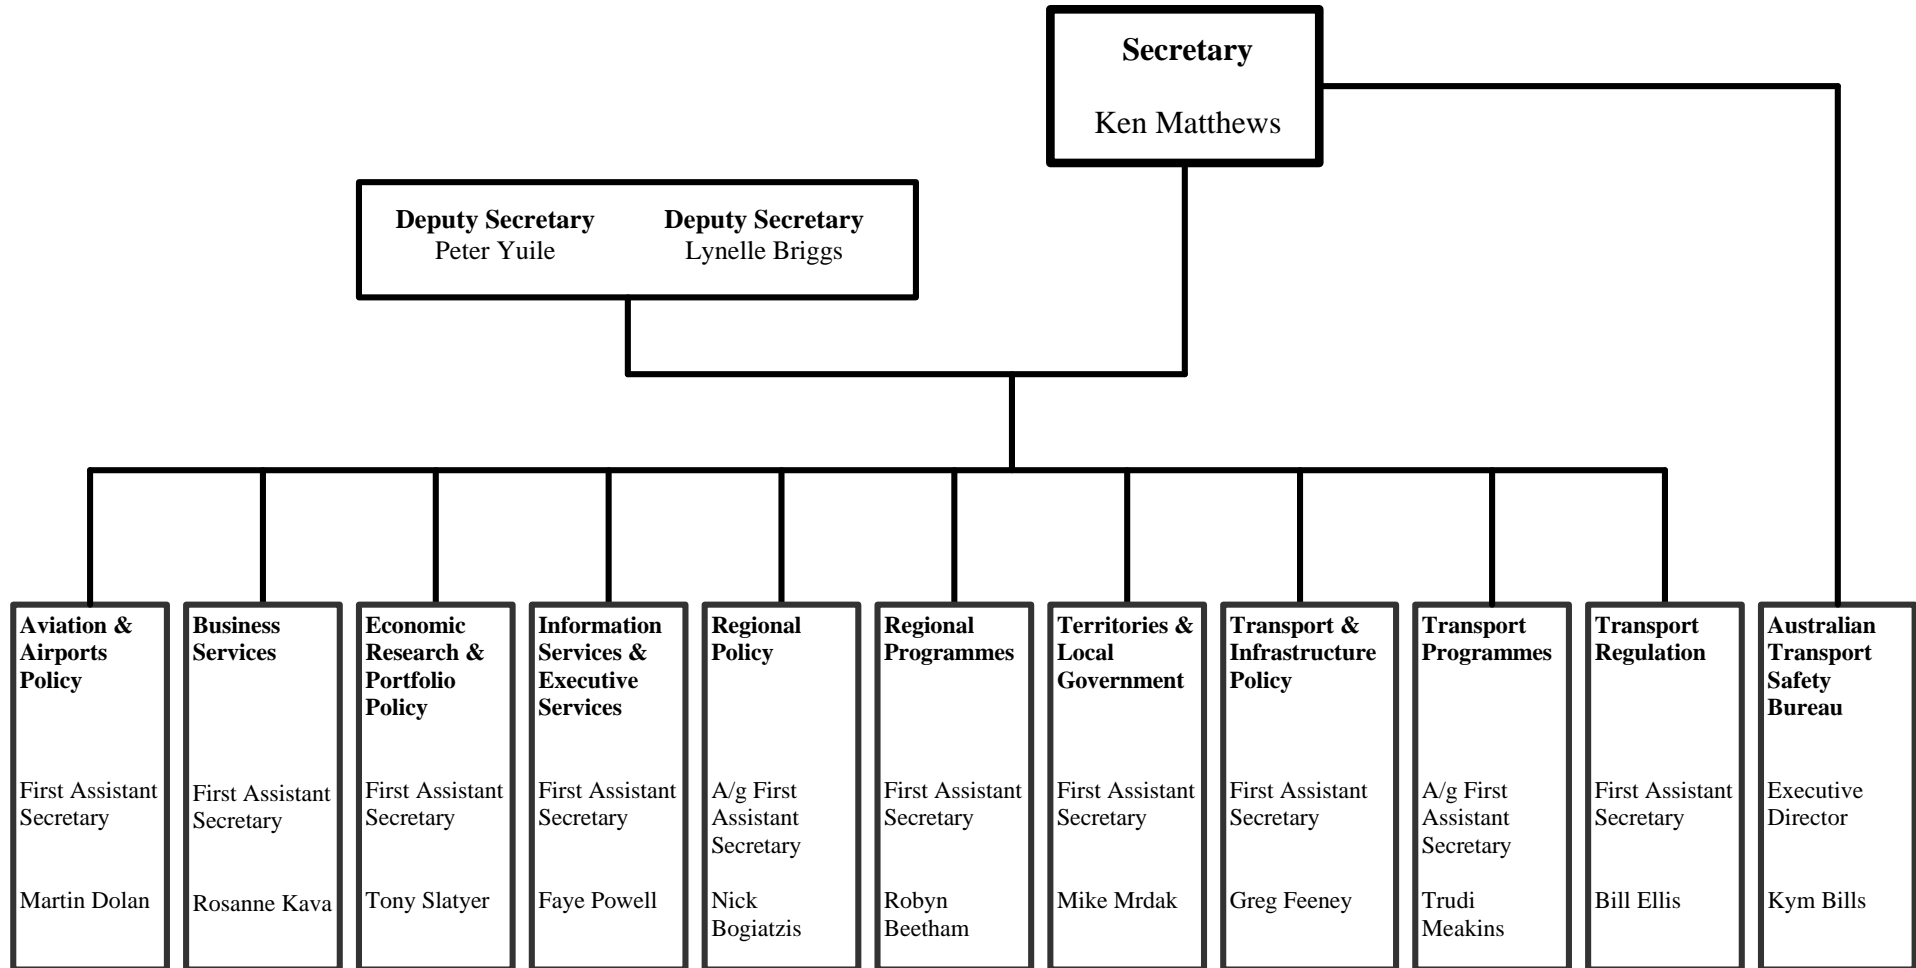 Secretary
Ken Matthews
Deputy Secretary
Peter Yuile
Deputy Secretary
Lynelle Briggs
Aviation &
Airports
Policy
First Assistant
Secretary
Martin Dolan
Business
Services
First Assistant
Secretary
Rosanne Kava
Economic
Research &
Portfolio
Policy
First Assistant
Secretary
Tony Slatyer
Information
Services &
Executive
Services
First Assistant
Secretary
Faye Powell
Regional
Policy
A/g First
Assistant
Secretary
Nick
Bogiatzis
Regional
Programmes
First Assistant
Secretary
Robyn
Beetham
Territories &
Local
Government
First Assistant
Secretary
Mike Mrdak
Transport &
Infrastructure
Policy
First Assistant
Secretary
Greg Feeney
Transport
Programmes
A/g First
Assistant
Secretary
Trudi
Meakins
Transport
Regulation
First Assistant
Secretary
Bill Ellis
Australian
Transport
Safety
Bureau
Executive
Director
Kym Bills